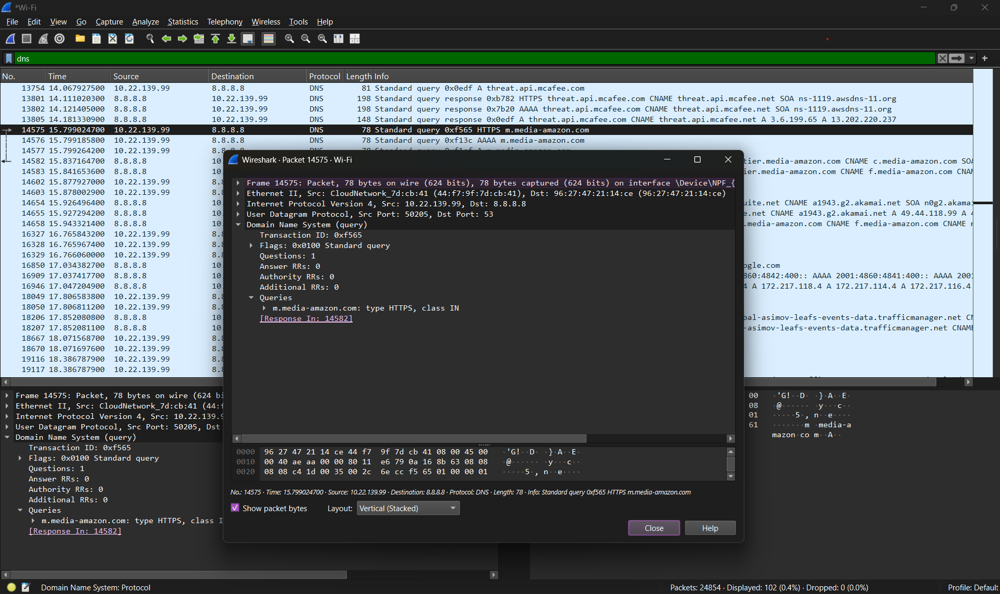 *Wi-Fi
File Edit View Go Capture Analyze Statistics Telephony Wireless Tools Help
dns
No. Time Source Destination Protocol Length Info
13754 14.067927500 10.22.139.99 8.8.8.8 DNS 81 Standard query 0x0edf A threat.api.mcafee.com
13801 14.111020300 8.8.8.8 10.22.139.99 DNS 198 Standard query response 0xb782 HTTPS threat.api.mcafee.com CNAME threat.api.mcafee.net SOA ns-1119.awsdns-11.org
13802 14.121405000 8.8.8.8 10.22.139.99 DNS 198 Standard query response 0x7b20 AAAA threat.api.mcafee.com CNAME threat.api.mcafee.net SOA ns-1119.awsdns-11.org
13805 14.181330900 8.8.8.8 10.22.139.99 DNS 148 Standard query response 0x0edf A threat.api.mcafee.com CNAME threat.api.mcafee.net A 3.6.199.65 A 13.202.220.237
14575 15.799024700 10.22.139.99 8.8.8.8 DNS 78 Standard query 0xf565 HTTPS m.media-amazon.com
14576 15.799185800 10.22.139.99 8.8.8.8 DNS 78 Standard query 0xf13c AAAA m.media-amazon.com
14577 15.799264200 10.22.139.99
14582 15.837164700 8.8.8.8 10 tier.media-amazon.com CNAME c.media-amazon.com SOA
14583 15.841653600 8.8.8.8 10 ier.media-amazon.com CNAME f.media-amazon.com CNAM
14602 15.877927000 10.22.139.99 8.8
14603 15.878002900 10.22.139.99 8.8
14654 15.926496400 8.8.8.8 10 uite.net CNAME a1943.g2.akamai.net SOA n0g2.akamai
14655 15.927294200 8.8.8.8 10 e.net CNAME a1943.g2.akamai.net A 49.44.118.99 A 4
14658 15.943321400 8.8.8.8 10 .media-amazon.com CNAME f.media-amazon.com CNAME
16327 16.765843200 10.22.139.99 8.8
16328 16.765967400 10.22.139.99 8.8
16329 16.766060000 10.22.139.99 8.8
16850 17.034382700 8.8.8.8 10 ogle.com
16909 17.037417700 8.8.8.8 10 860:4842:400:: AAAA 2001:4860:4841:400:: AAAA 2001
16946 17.047204900 8.8.8.8 10 4 A 172.217.118.4 A 172.217.114.4 A 172.217.116.4
18049 17.806583800 10.22.139.99 8.8
18050 17.806811200 10.22.139.99 8.8
18206 17.852080800 8.8.8.8 10 bal-asimov-leafs-events-data.trafficmanager.net CN
18207 17.852081100 8.8.8.8 10 -asimov-leafs-events-data.trafficmanager.net CNAME
18667 18.071568700 10.22.139.99 8.8
18670 18.071697600 10.22.139.99 8.8
19116 18.386787900 10.22.139.99 8.8
19117 18.386787900 10.22.139.99 8.8
Wireshark · Packet 14575 · Wi-Fi
Frame 14575: Packet, 78 bytes on wire (624 bits), 78 bytes captured (624 bits) on interface \Device\NPF_{
Ethernet II, Src: CloudNetwork_7d:cb:41 (44:f7:9f:7d:cb:41), Dst: 96:27:47:21:14:ce (96:27:47:21:14:ce)
Internet Protocol Version 4, Src: 10.22.139.99, Dst: 8.8.8.8
User Datagram Protocol, Src Port: 50205, Dst Port: 53
Domain Name System (query)
Transaction ID: 0xf565
Flags: 0x0100 Standard query
Questions: 1
Answer RRs: 0
Authority RRs: 0
Additional RRs: 0
Queries
m.media-amazon.com: type HTTPS, class IN
[Response In: 14582]
0000 96 27 47 21 14 ce 44 f7 9f 7d cb 41 08 00 45 00 ·'G!··D· ·}·A··E·
0010 00 40 ae aa 00 00 80 11 e6 79 0a 16 8b 63 08 08 ·@······ ·y···c··
0020 08 08 c4 1d 00 35 00 2c 6e cc f5 65 01 00 00 01 ·····5·, n··e····
No.: 14575 · Time: 15.799024700 · Source: 10.22.139.99 · Destination: 8.8.8.8 · Protocol: DNS · Length: 78 · Info: Standard query 0xf565 HTTPS m.media-amazon.com
Show packet bytes Layout: Vertical (Stacked)
Close Help
Frame 14575: Packet, 78 bytes on wire (624 bi
Ethernet II, Src: CloudNetwork_7d:cb:41 (44:f
Internet Protocol Version 4, Src: 10.22.139.9
User Datagram Protocol, Src Port: 50205, Dst
Domain Name System (query)
Transaction ID: 0xf565
Flags: 0x0100 Standard query
Questions: 1
Answer RRs: 0
Authority RRs: 0
Additional RRs: 0
Queries
m.media-amazon.com: type HTTPS, class I
[Response In: 14582]
00 ·'G!··D· ·}·A··E·
08 ·@······ ·y···c··
01 ·····5·, n··e····
61 ·······m ·media-a
mazon·co m··A··
Domain Name System: Protocol
Packets: 24854 · Displayed: 102 (0.4%) · Dropped: 0 (0.0%)
Profile: Default